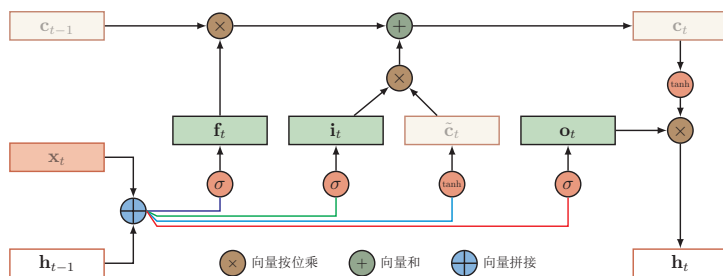 c_{t−1} × + c_t
× tanh
f_t i_t c̃_t o_t ×
x_t
σ σ tanh σ
h_{t−1} × 向量按位乘 + 向量和 向量拼接 h_t